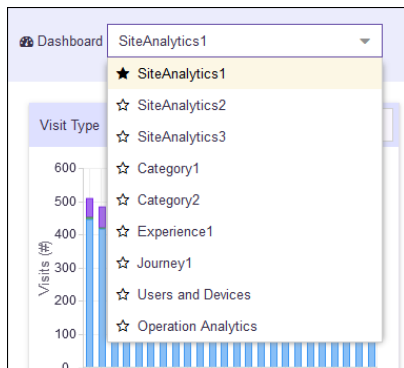 Dashboard SiteAnalytics1
SiteAnalytics1
SiteAnalytics2
SiteAnalytics3
Category1
Category2
Experience1
Journey1
Users and Devices
Operation Analytics
Visit Type
Visits (#)
600
500
400
300
200
100
0